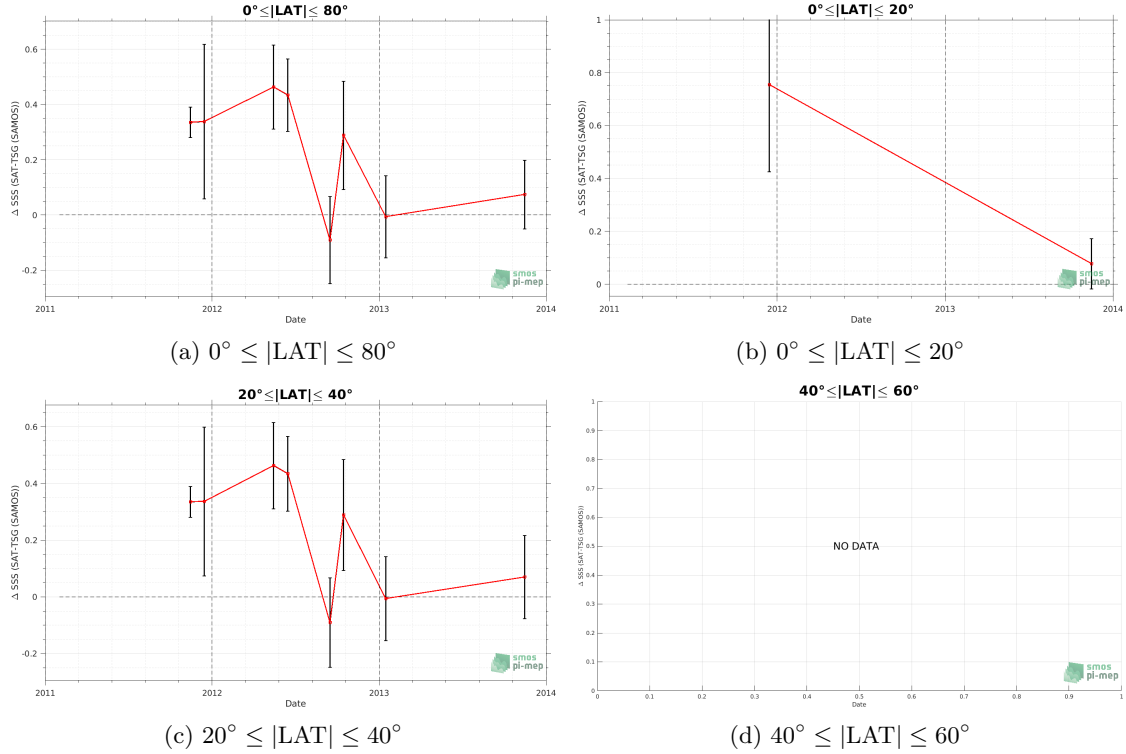 0°≤|LAT|≤ 80°
Δ SSS (SAT-TSG (SAMOS))
0.6
0.4
0.2
0
-0.2
2011
2012
2013
2014
Date
smos
pi-mep
(a) 0° ≤ |LAT| ≤ 80°
0°≤|LAT|≤ 20°
Δ SSS (SAT-TSG (SAMOS))
1
0.8
0.6
0.4
0.2
0
2011
2012
2013
2014
Date
smos
pi-mep
(b) 0° ≤ |LAT| ≤ 20°
20°≤|LAT|≤ 40°
Δ SSS (SAT-TSG (SAMOS))
0.6
0.4
0.2
0
-0.2
2011
2012
2013
2014
Date
smos
pi-mep
(c) 20° ≤ |LAT| ≤ 40°
40°≤|LAT|≤ 60°
Δ SSS (SAT-TSG (SAMOS))
1
0.9
0.8
0.7
0.6
0.5
0.4
0.3
0.2
0.1
0
NO DATA
0 0.1 0.2 0.3 0.4 0.5 0.6 0.7 0.8 0.9 1
Date
smos
pi-mep
(d) 40° ≤ |LAT| ≤ 60°